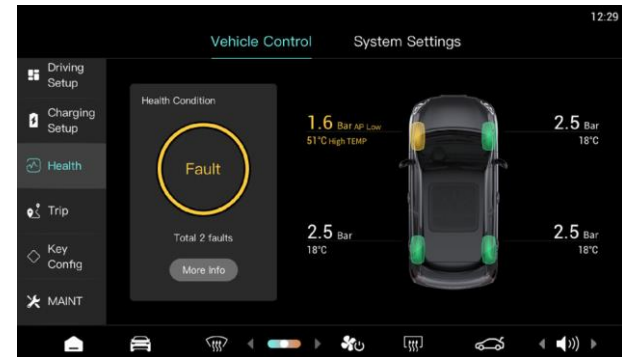 12:29
Vehicle Control
System Settings
Driving
Setup
Charging
Setup
Health
Trip
Key
Config
MAINT
Health Condition
Fault
Total 2 faults
More Info
1.6 Bar AP Low
51°C High TEMP
2.5 Bar
18°C
2.5 Bar
18°C
2.5 Bar
18°C